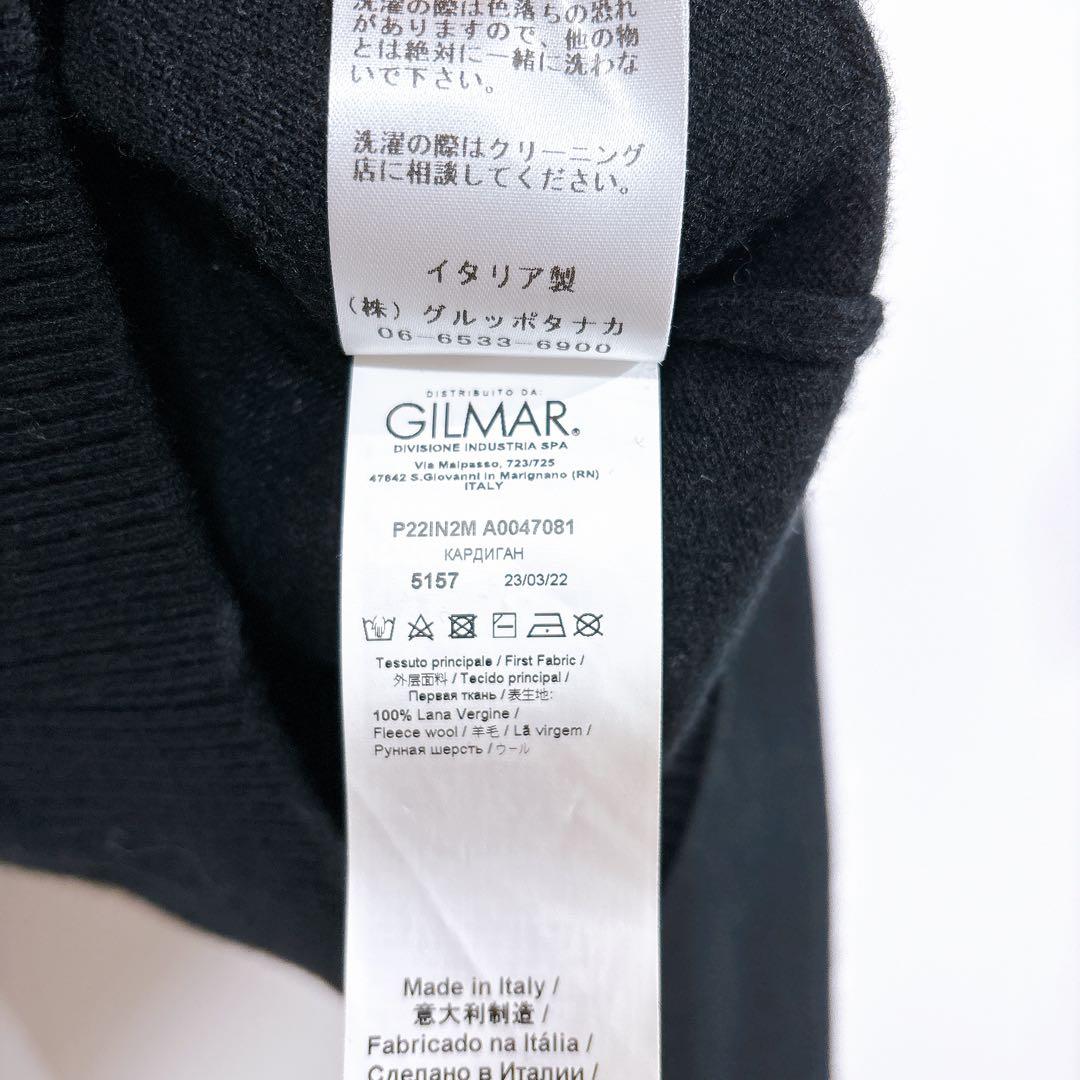 洗濯の際は色落ちの恐れ
がありますので、他の物
とは絶対に一緒に洗わな
いで下さい。
洗濯の際はクリーニング
店に相談してください。
イタリア製
(株)グルッポタナカ
06-6533-6900
DISTRIBUITO DA:
GILMAR®
DIVISIONE INDUSTRIA SPA
Via Malpasso, 723/725
47842 S.Giovanni in Marignano (RN)
ITALY
P22IN2M A0047081
КАРДИГАН
5157 23/03/22
Tessuto principale / First Fabric /
外层面料 / Tecido principal /
Первая ткань / 表生地:
100% Lana Vergine /
Fleece wool / 羊毛 / Lã virgem /
Рунная шерсть / ウール
Made in Italy /
意大利制造 /
Fabricado na Itália /
Сделано в Италии /